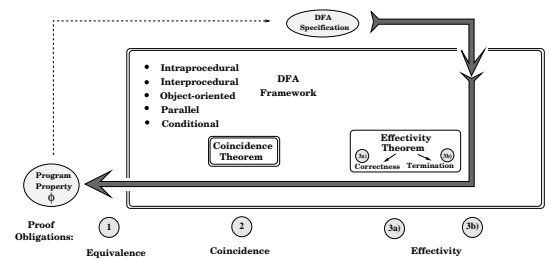 DFA
Specification
• Intraprocedural
• Interprocedural
• Object-oriented
• Parallel
• Conditional
DFA
Framework
Coincidence
Theorem
Effectivity
Theorem
3a)
3b)
Correctness
Termination
Program
Property
ϕ
Proof
Obligations:
1
2
3a)
3b)
Equivalence
Coincidence
Effectivity